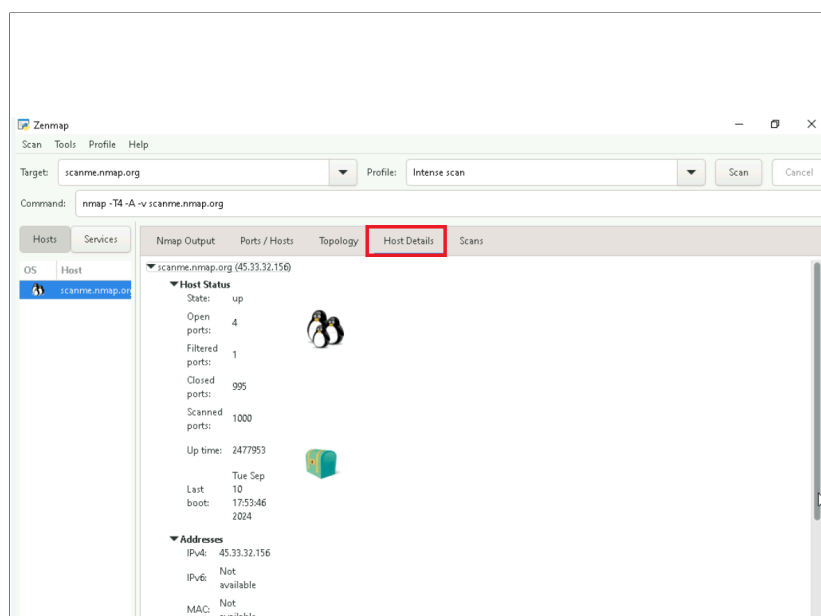 Zenmap
Scan Tools Profile Help
Target: scanme.nmap.org Profile: Intense scan Scan Cancel
Command: nmap -T4 -A -v scanme.nmap.org
Hosts Services Nmap Output Ports / Hosts Topology Host Details Scans
OS Host
scanme.nmap.or
scanme.nmap.org (45.33.32.156)
Host Status
State: up
Open ports: 4
Filtered ports: 1
Closed ports: 995
Scanned ports: 1000
Up time: 2477953
Last boot: Tue Sep 10 17:53:46 2024
Addresses
IPv4: 45.33.32.156
IPv6: Not available
MAC: Not available